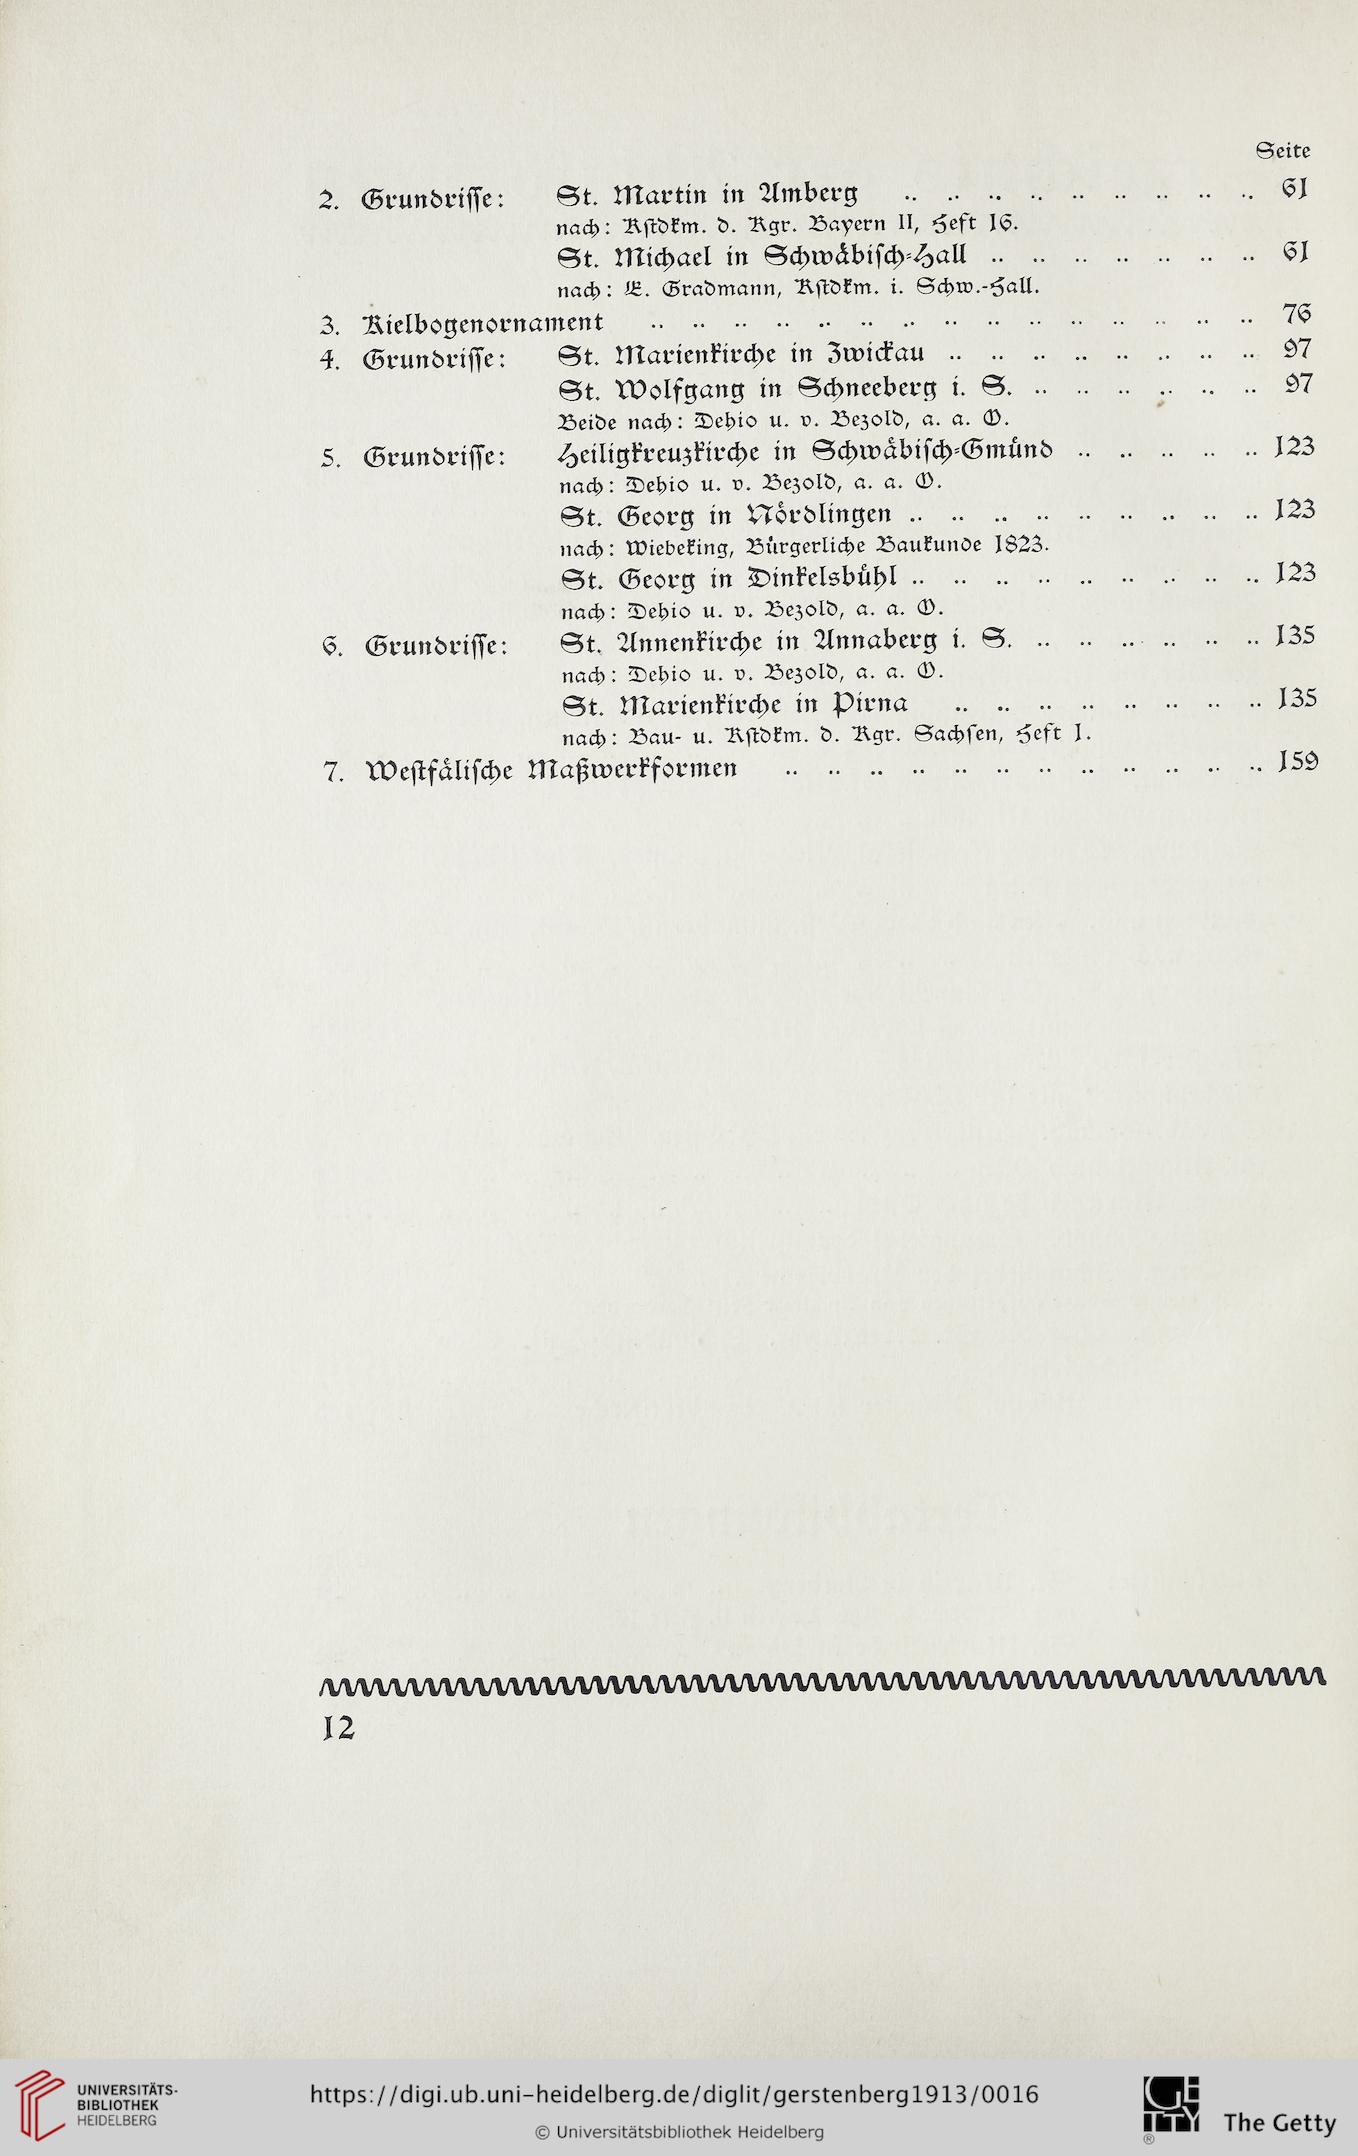 Seite
2. Grundrisse: St. Martin in Amberg .. .. .. .. .. .. .. .. .. 61
nach: Kstdkm. d. Kgr. Bayern II, Heft 16.
St. Michael in Schwäbisch-Hall .. .. .. .. .. .. .. 61
nach: E. Gradmann, Kstdkm. i. Schw.-Hall.
3. Kielbogenornament .. .. .. .. .. .. .. .. .. .. .. .. .. .. .. 76
4. Grundrisse: St. Marienkirche in Zwickau .. .. .. .. .. .. .. .. 97
St. Wolfgang in Schneeberg i. S. .. .. .. .. .. .. 97
Beide nach: Dehio u. v. Bezold, a. a. O.
5. Grundrisse: Heiligkreuzkirche in Schwäbisch-Gmünd .. .. .. .. .. 123
nach: Dehio u. v. Bezold, a. a. O.
St. Georg in Nördlingen .. .. .. .. .. .. .. .. .. 123
nach: Wiebeking, Bürgerliche Baukunde 1823.
St. Georg in Dinkelsbühl .. .. .. .. .. .. .. .. .. 123
nach: Dehio u. v. Bezold, a. a. O.
6. Grundrisse: St. Annenkirche in Annaberg i. S. .. .. .. .. .. .. 135
nach: Dehio u. v. Bezold, a. a. O.
St. Marienkirche in Pirna .. .. .. .. .. .. .. .. 135
nach: Bau- u. Kstdkm. d. Kgr. Sachsen, Heft 1.
7. Westfälische Maßwerkformen .. .. .. .. .. .. .. .. .. .. .. .. 159
12
UNIVERSITÄTS-
BIBLIOTHEK
HEIDELBERG
https://digi.ub.uni-heidelberg.de/diglit/gerstenberg1913/0016
© Universitätsbibliothek Heidelberg
GETTY
®
The Getty